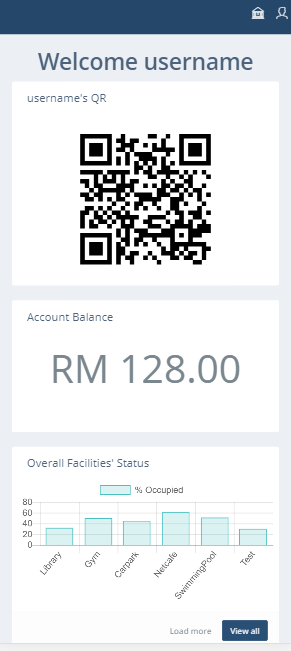 Welcome username
username's QR
Account Balance
RM 128.00
Overall Facilities' Status
% Occupied
80
60
40
20
0
Library
Gym
Carpark
Netcafe
SwimmingPool
Test
Load more
View all